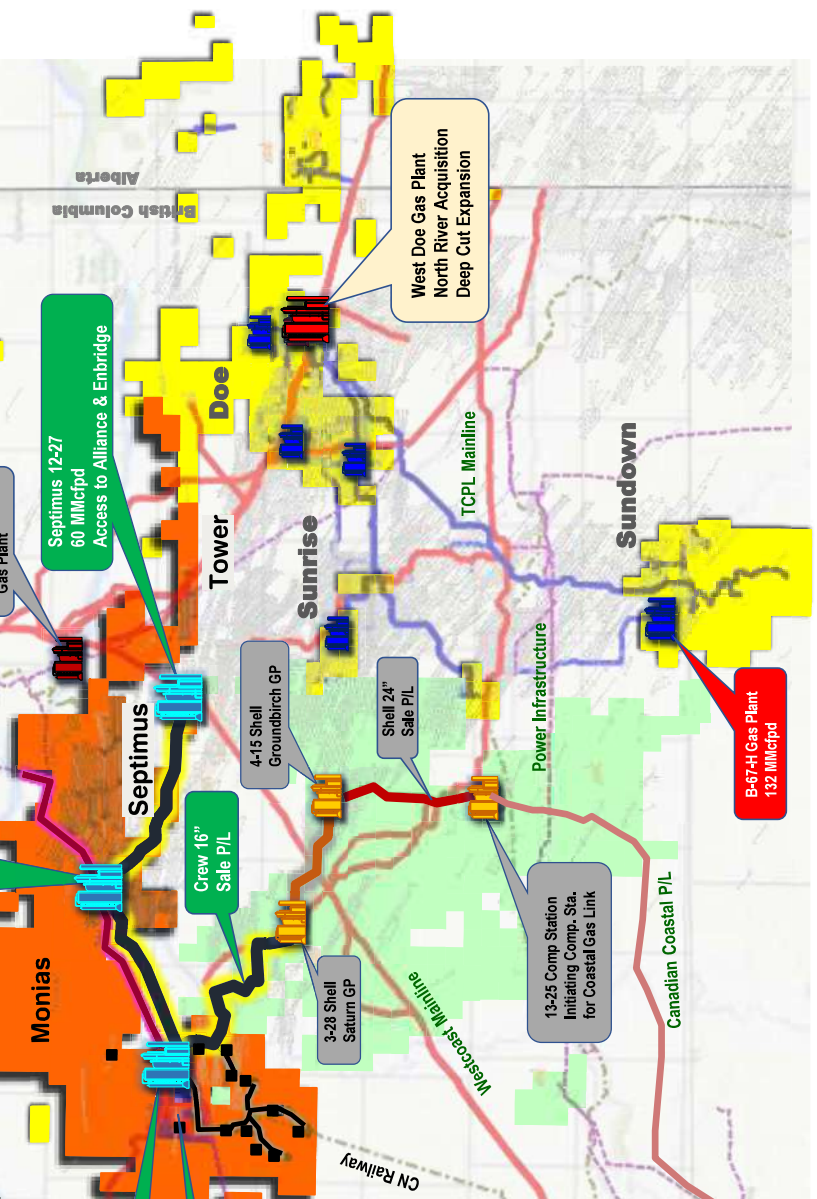 Alberta
British Columbia
West Doe Gas Plant
North River Acquisition
Deep Cut Expansion
Septimus 12-27
60 MMcfpd
Access to Alliance & Enbridge
Doe
Gas Plant
Tower
Sunrise
TCPL Mainline
Sundown
Septimus
4-15 Shell
Groundbirch GP
Shell 24”
Sale P/L
Power Infrastructure
B-67-H Gas Plant
132 MMcfpd
Crew 16”
Sale P/L
Monias
3-28 Shell
Saturn GP
13-25 Comp Station
Initiating Comp. Sta.
for Coastal Gas Link
Westcoast Mainline
Canadian Coastal P/L
CN Railway